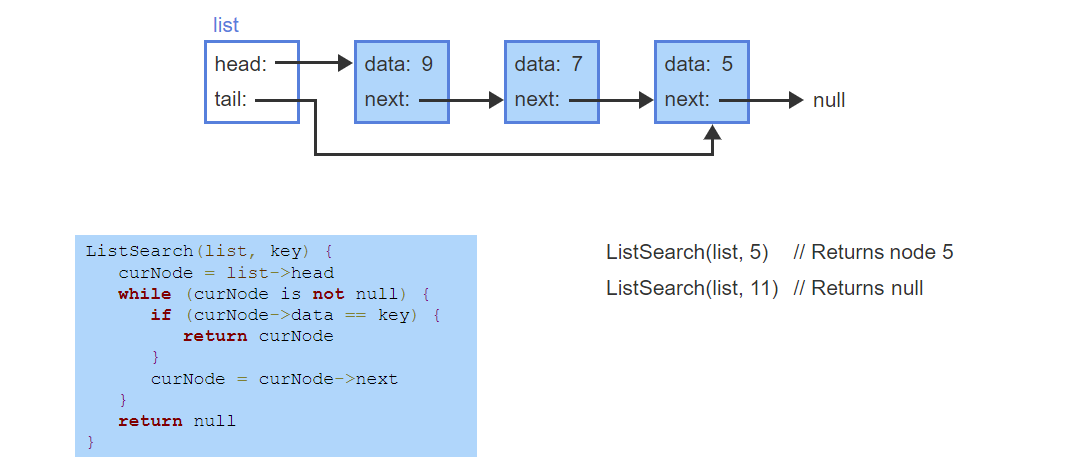 list
head:
tail:
data: 9
next:
data: 7
next:
data: 5
next:
null
ListSearch(list, key) {
   curNode = list->head
   while (curNode is not null) {
      if (curNode->data == key) {
         return curNode
      }
      curNode = curNode->next
   }
   return null
}
ListSearch(list, 5) // Returns node 5
ListSearch(list, 11) // Returns null